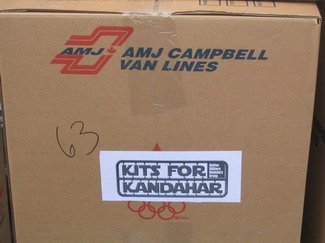 AMJ AMJ CAMPBELL
VAN LINES
63
KITS FOR
KANDAHAR